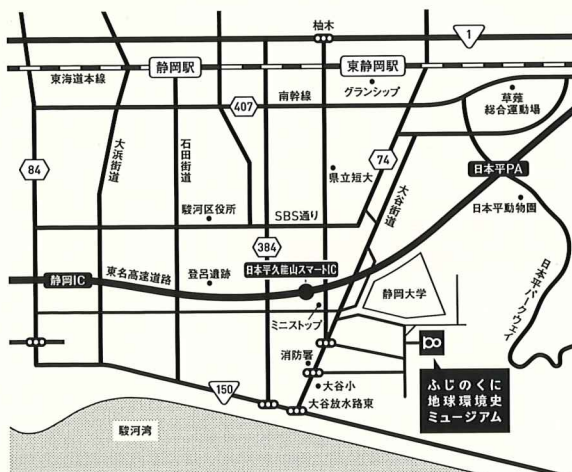 柚木
1
静岡駅
東静岡駅
東海道本線
グランシップ
407
南幹線
草薙
総合運動場
84
大浜街道
石田街道
74
大谷街道
県立短大
日本平PA
駿河区役所
SBS通り
日本平動物園
384
日本平久能山スマートIC
静岡IC
東名高速道路
登呂遺跡
静岡大学
日本平パークウェイ
ミニストップ
消防署
150
大谷小
大谷放水路東
ふじのくに
地球環境史
ミュージアム
駿河湾